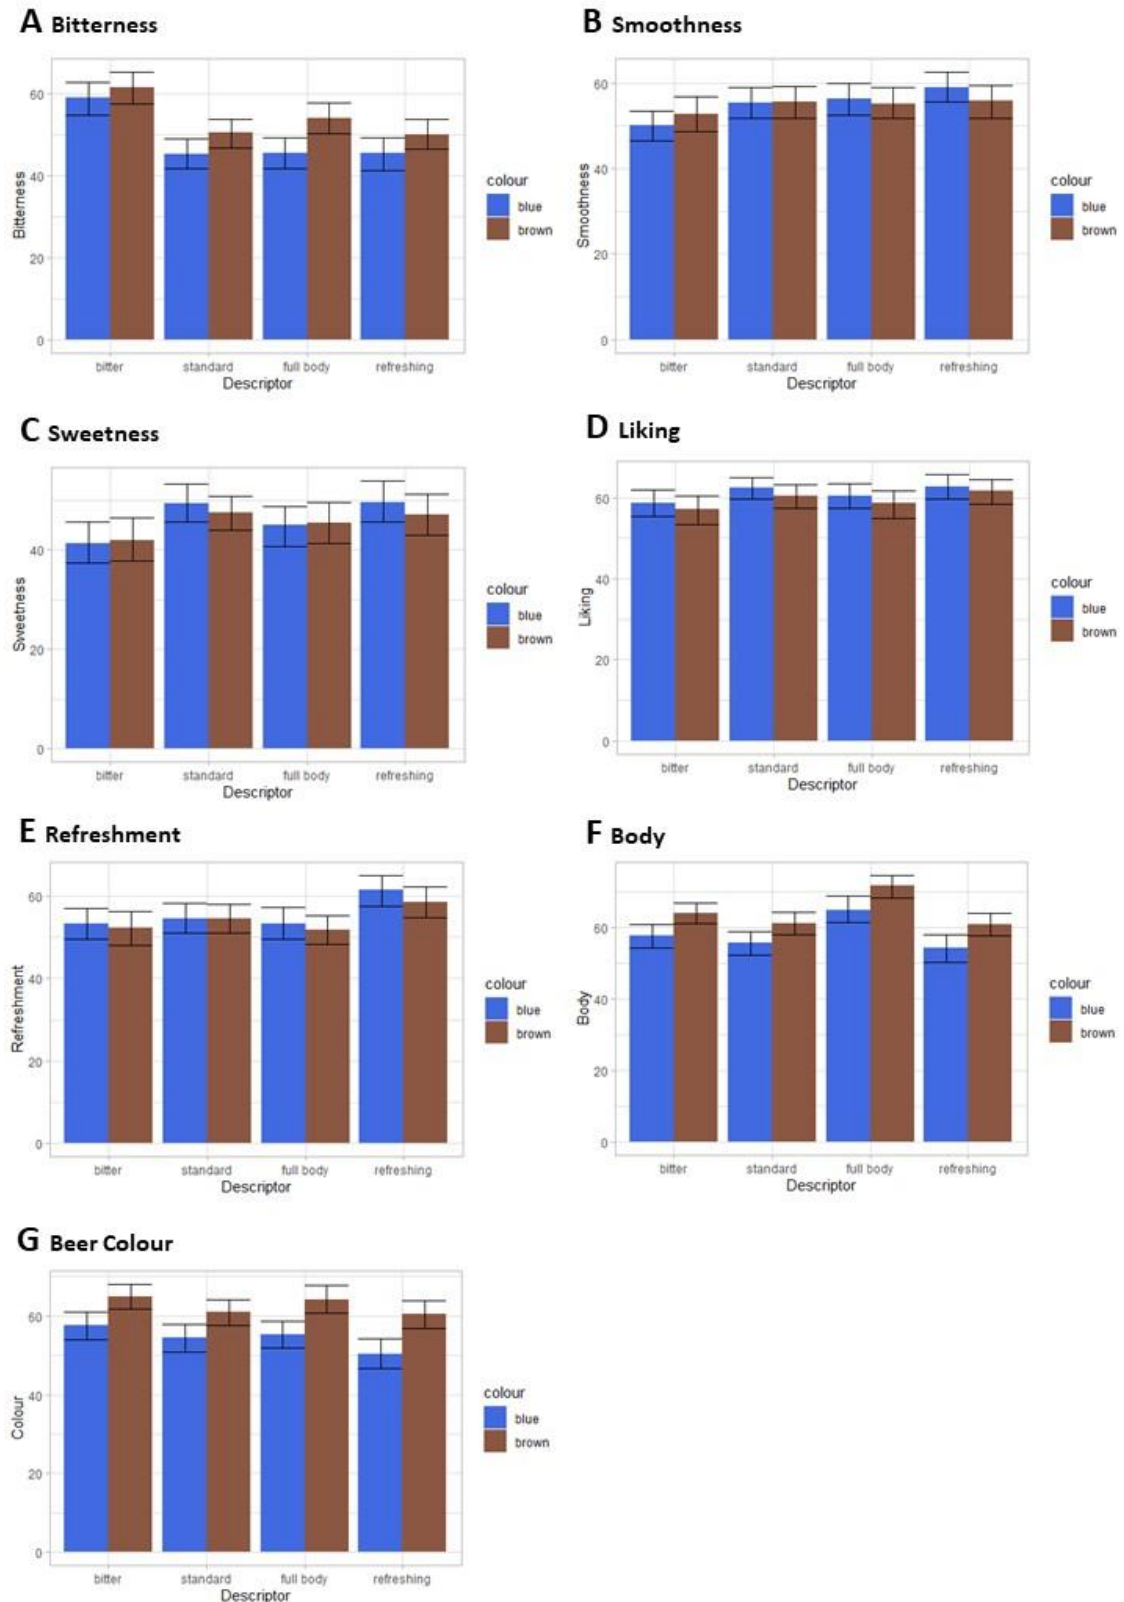 A Bitterness
60
40
20
0
Bitterness
bitter standard full body refreshing
Descriptor
colour
blue
brown
B Smoothness
60
40
20
0
Smoothness
bitter standard full body refreshing
Descriptor
colour
blue
brown
C Sweetness
40
20
0
Sweetness
bitter standard full body refreshing
Descriptor
colour
blue
brown
D Liking
60
40
20
0
Liking
bitter standard full body refreshing
Descriptor
colour
blue
brown
E Refreshment
60
40
20
0
Refreshment
bitter standard full body refreshing
Descriptor
colour
blue
brown
F Body
60
40
20
0
Body
bitter standard full body refreshing
Descriptor
colour
blue
brown
G Beer Colour
60
40
20
0
Colour
bitter standard full body refreshing
Descriptor
colour
blue
brown